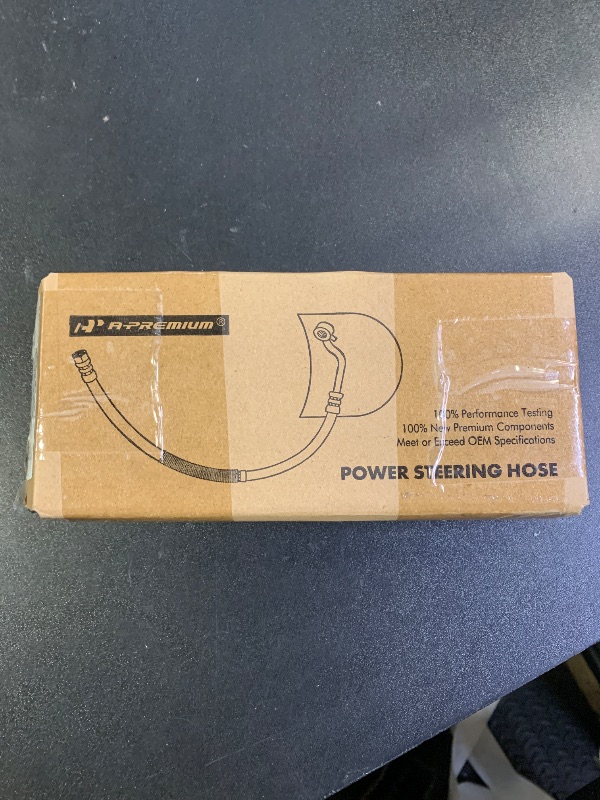 A-PREMIUM®
100% Performance Testing
100% New Premium Components
Meet or Exceed OEM Specifications
POWER STEERING HOSE